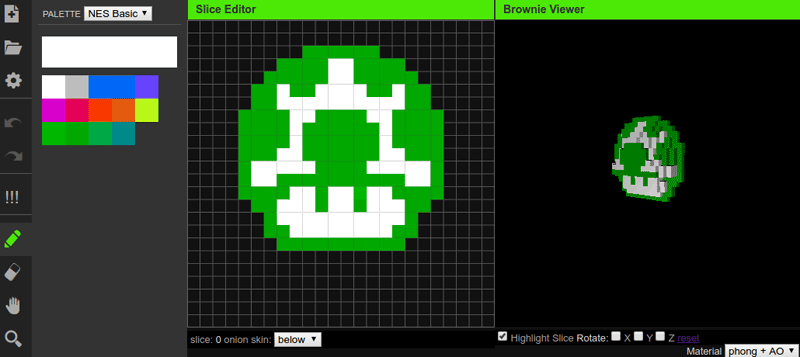 Slice Editor
Brownie Viewer
PALETTE NES Basic
!!!
slice: 0 onion skin: below
Highlight Slice Rotate: X Y Z reset
Material phong + AO